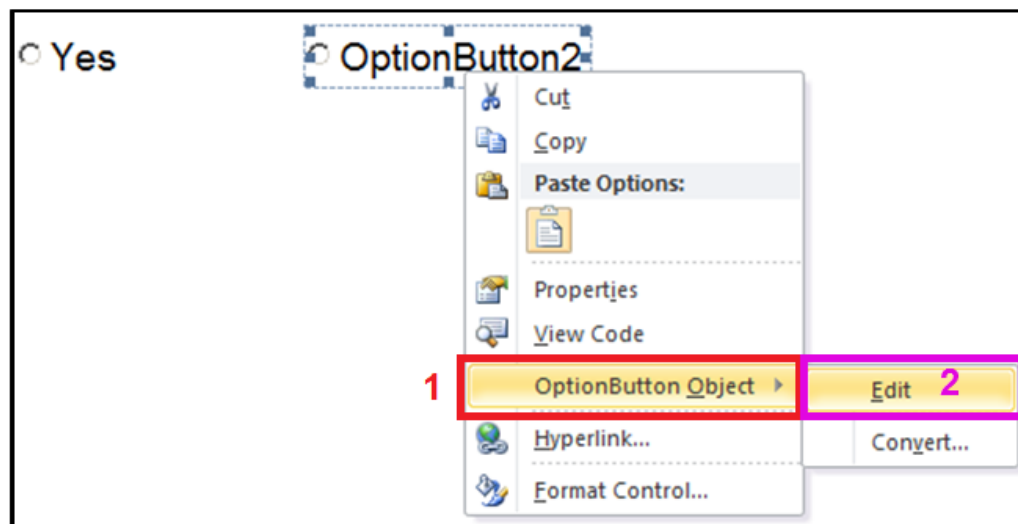 Yes OptionButton2
Cut
Copy
Paste Options:
Properties
View Code
1 OptionButton Object Edit 2
Hyperlink... Convert...
Format Control...